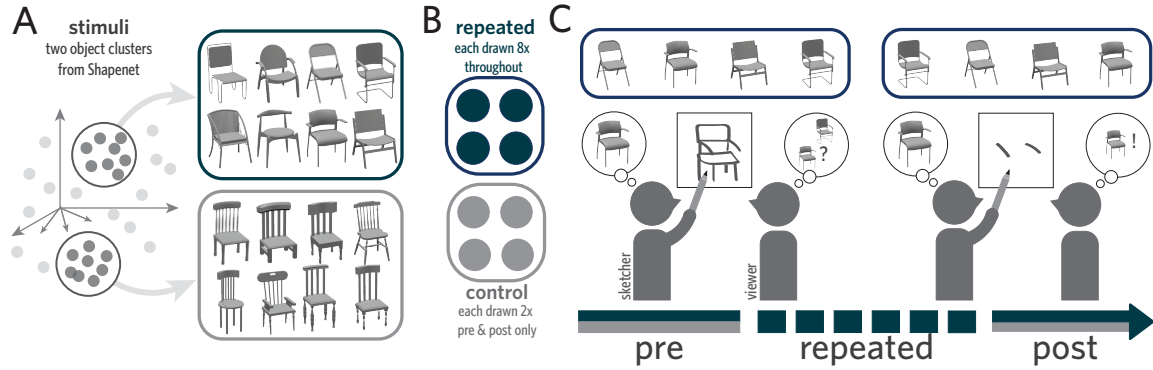 A
stimuli
two object clusters
from Shapenet
B
repeated
each drawn 8x
throughout
control
each drawn 2x
pre & post only
C
?
!
sketcher
viewer
pre
repeated
post